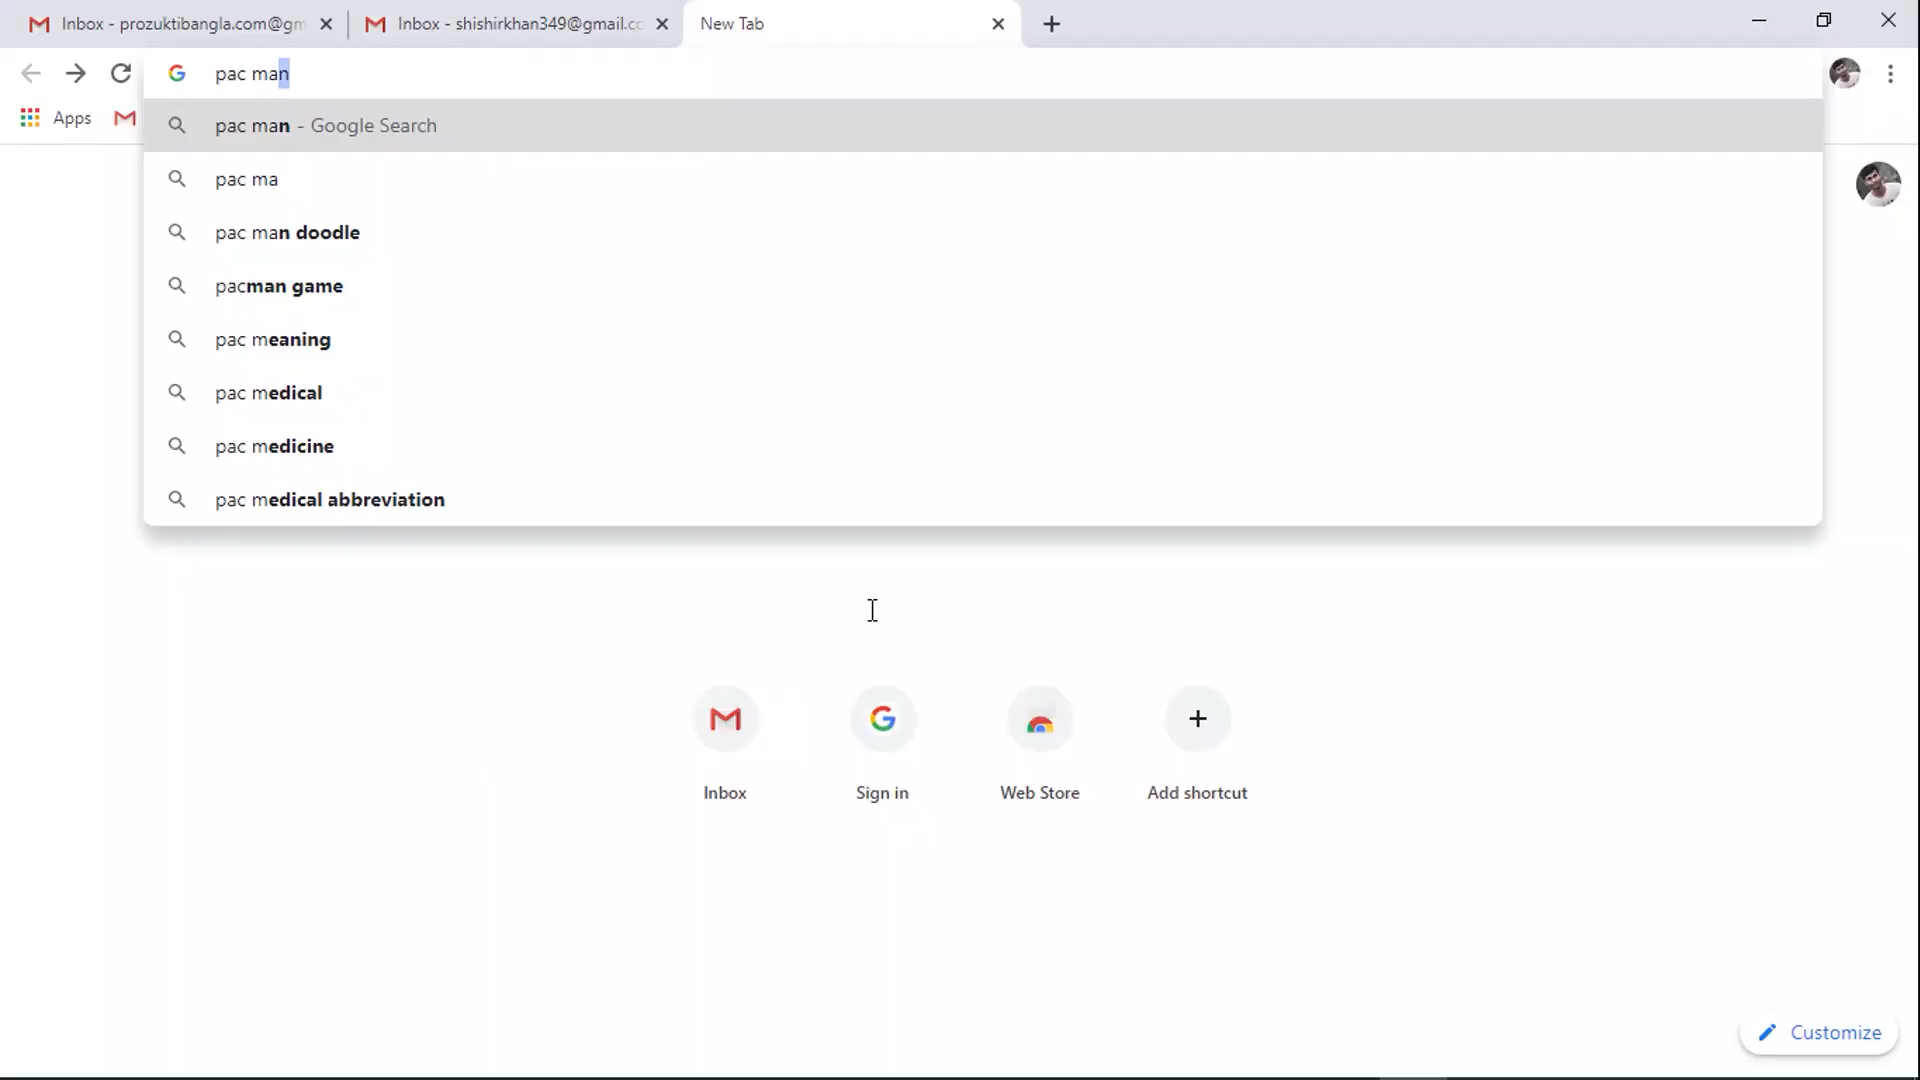 Inbox - prozuktibangla.com@gm
Inbox - shishirkhan349@gmail.cc
New Tab
pac man
Apps
pac man - Google Search
pac ma
pac man doodle
pacman game
pac meaning
pac medical
pac medicine
pac medical abbreviation
Inbox
Sign in
Web Store
Add shortcut
Customize